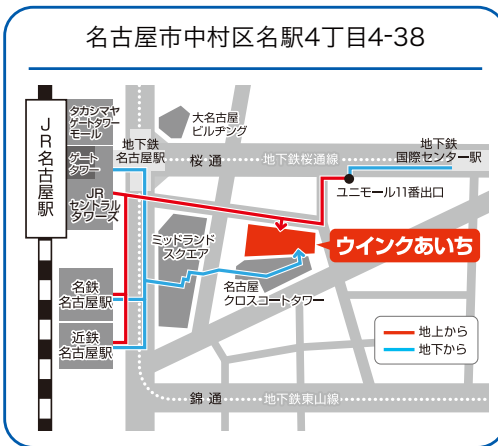 名古屋市中村区名駅4丁目4-38
タカシマヤ
ゲートタワー
モール
大名古屋
ビルヂング
JR名古屋駅
地下鉄
名古屋駅
桜通
地下鉄桜通線
地下鉄
国際センター駅
ゲート
タワー
ユニモール11番出口
JR
セントラル
タワーズ
ミッドランド
スクエア
ウインクあいち
名鉄
名古屋駅
名古屋
クロスコートタワー
近鉄
名古屋駅
地上から
地下から
錦通
地下鉄東山線